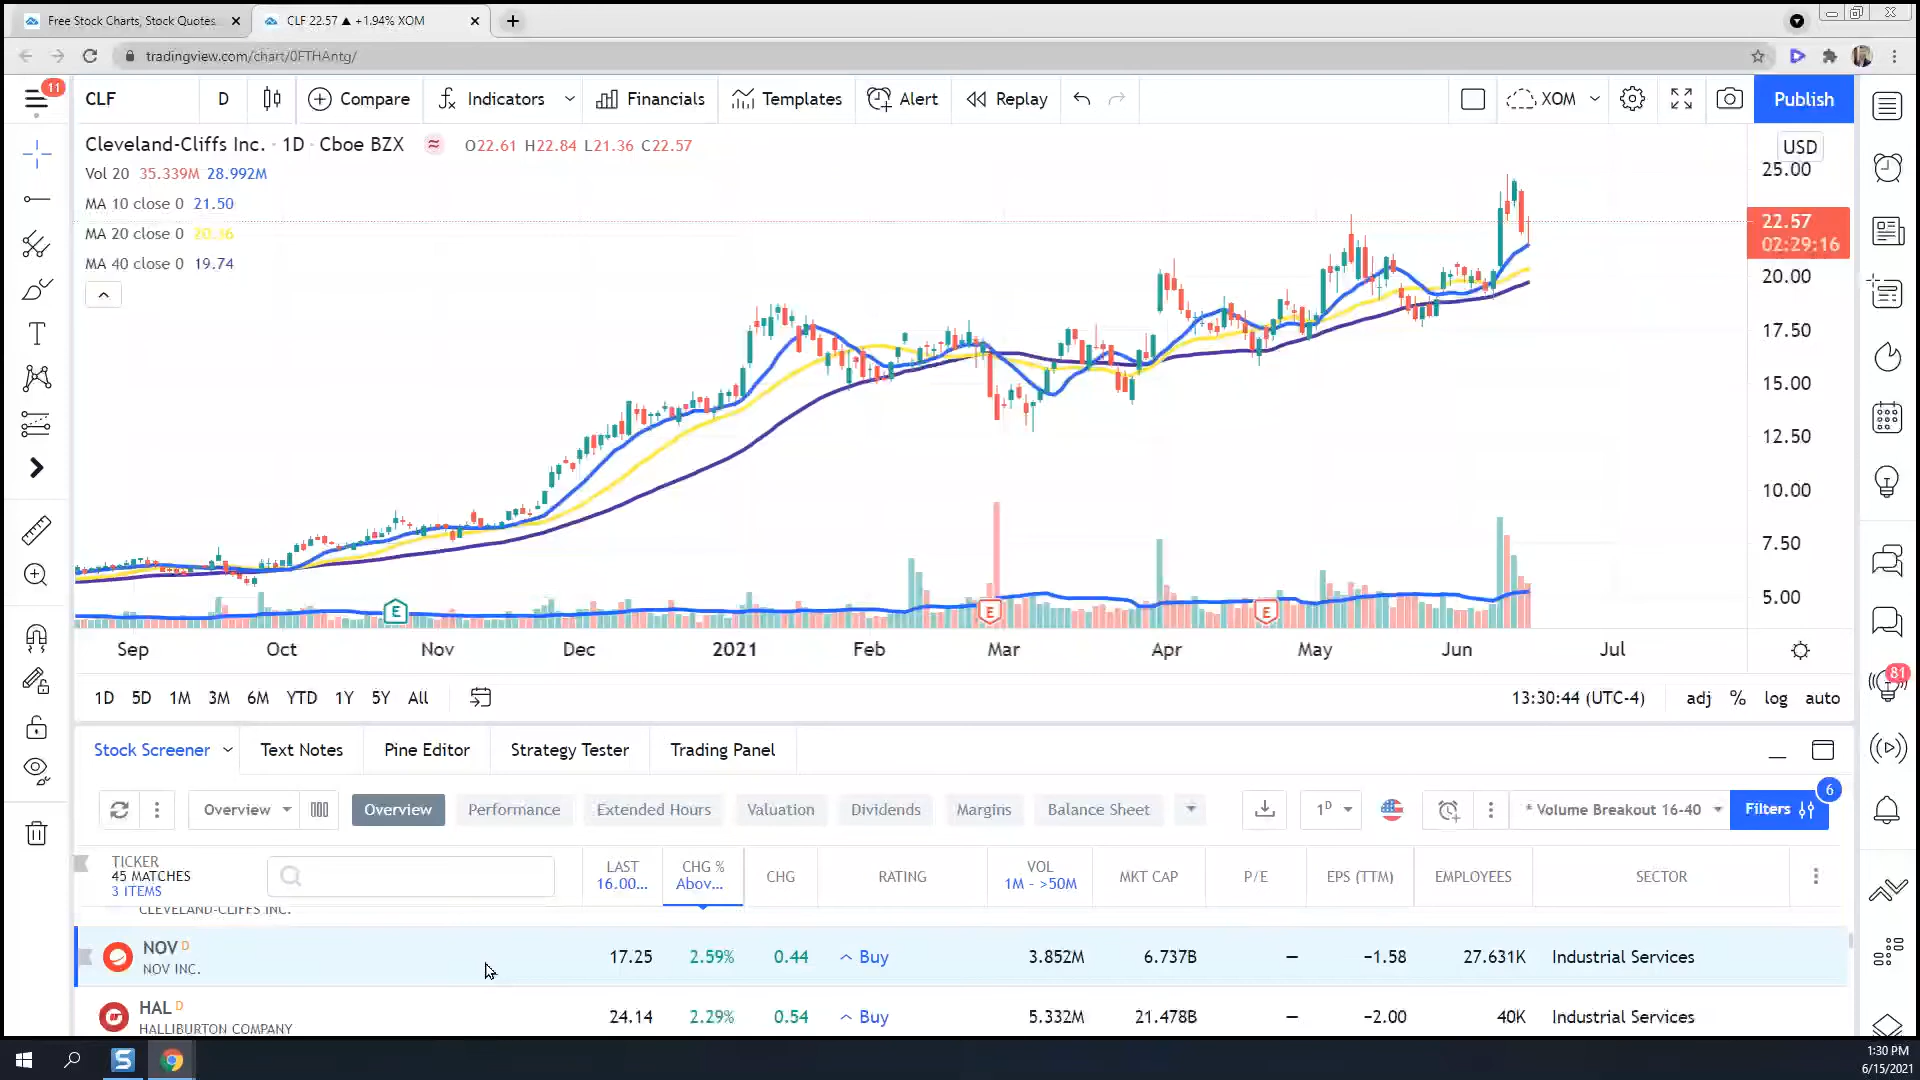 Free Stock Charts, Stock Quotes
CLF 22.57 ▲ +1.94% XOM
tradingview.com/chart/0FTHAntg/
11
CLF
D
Compare
Indicators
Financials
Templates
Alert
Replay
XOM
Publish
Cleveland-Cliffs Inc. · 1D · Cboe BZX
O22.61 H22.84 L21.36 C22.57
Vol 20 35.339M 28.992M
MA 10 close 0 21.50
MA 20 close 0
MA 40 close 0 19.74
USD
25.00
22.57
02:29:16
20.00
17.50
15.00
12.50
10.00
7.50
5.00
E
E
E
Sep Oct Nov Dec 2021 Feb Mar Apr May Jun Jul
81
1D 5D 1M 3M 6M YTD 1Y 5Y All
13:30:44 (UTC-4) adj % log auto
Stock Screener
Text Notes
Pine Editor
Strategy Tester
Trading Panel
Overview
Overview
Performance
Extended Hours
Valuation
Dividends
Margins
Balance Sheet
1D
* Volume Breakout 16-40
Filters
6
TICKER
45 MATCHES
3 ITEMS
LAST
16.00...
CHG %
Abov...
CHG
RATING
VOL
1M - >50M
MKT CAP
P/E
EPS (TTM)
EMPLOYEES
SECTOR
CLEVELAND-CLIFFS INC.
NOV D
NOV INC.
17.25 2.59% 0.44 Buy 3.852M 6.737B — −1.58 27.631K Industrial Services
HAL D
HALLIBURTON COMPANY
24.14 2.29% 0.54 Buy 5.332M 21.478B — −2.00 40K Industrial Services
1:30 PM
6/15/2021